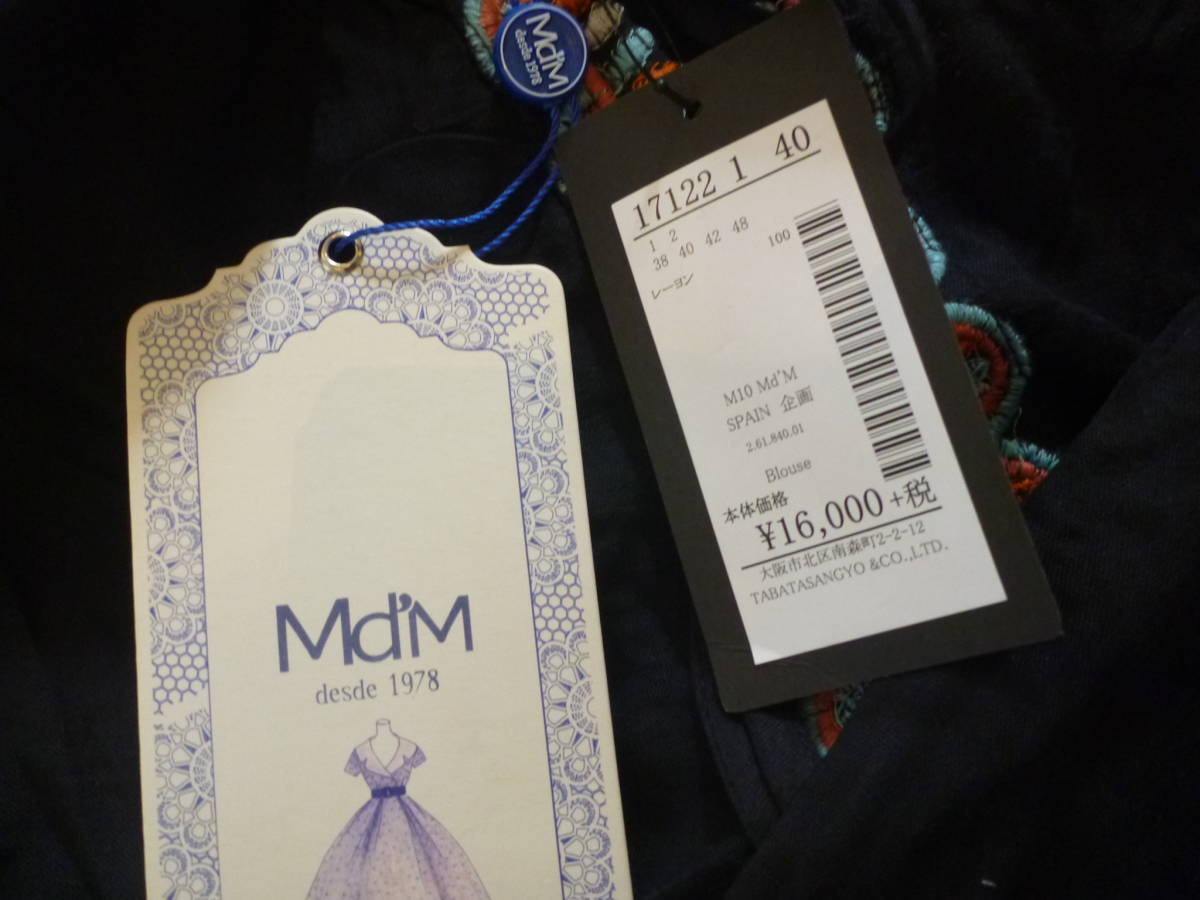 Md'M
desde 1978
17122 1 40
1 2
38 40 42 48
レーヨン 100
M10 Md'M
SPAIN 企画
2.61.840.01
Blouse
本体価格
¥16,000+税
大阪市北区南森町2-2-12
TABATASANGYO &CO.,LTD.
Md'M
desde 1978